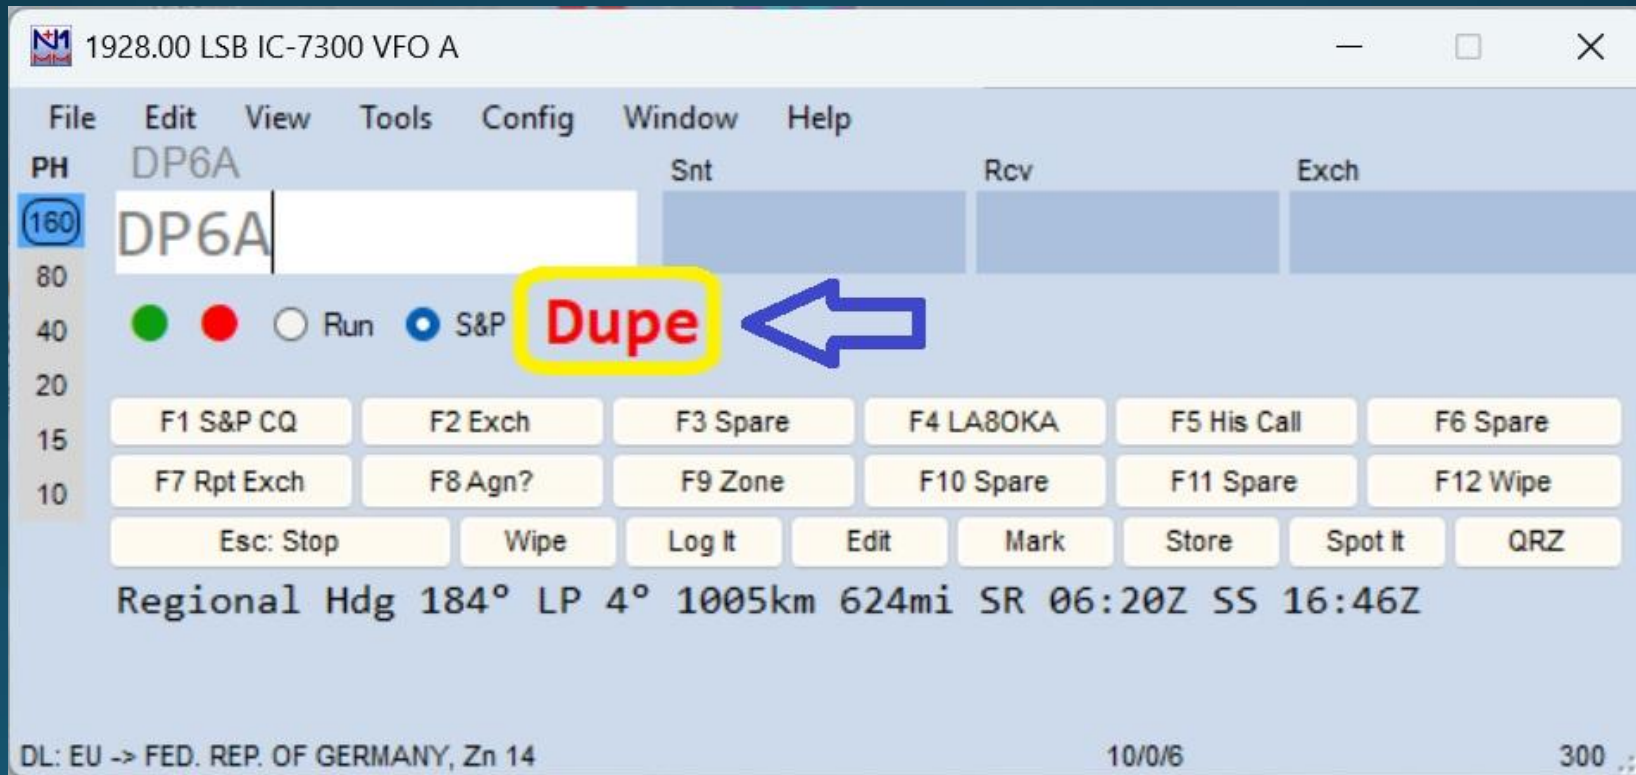 N1MM 1928.00 LSB IC-7300 VFO A
File Edit View Tools Config Window Help
PH DP6A Snt Rcv Exch
160 DP6A
80
40 Run S&P Dupe
20
15 F1 S&P CQ F2 Exch F3 Spare F4 LA8OKA F5 His Call F6 Spare
10 F7 Rpt Exch F8 Agn? F9 Zone F10 Spare F11 Spare F12 Wipe
Esc: Stop Wipe Log It Edit Mark Store Spot It QRZ
Regional Hdg 184° LP 4° 1005km 624mi SR 06:20Z SS 16:46Z
DL: EU -> FED. REP. OF GERMANY, Zn 14 10/0/6 300